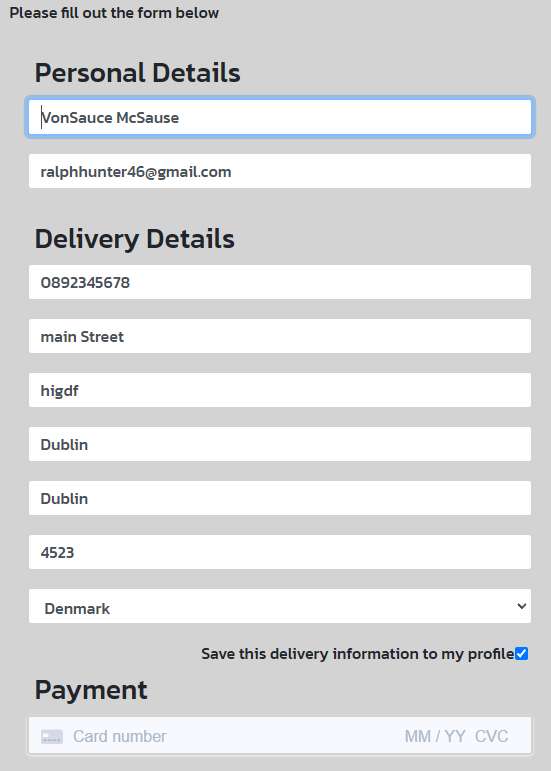 Please fill out the form below
Personal Details
VonSauce McSause
ralphhunter46@gmail.com
Delivery Details
0892345678
main Street
higdf
Dublin
Dublin
4523
Denmark
Save this delivery information to my profile
Payment
Card number MM / YY CVC